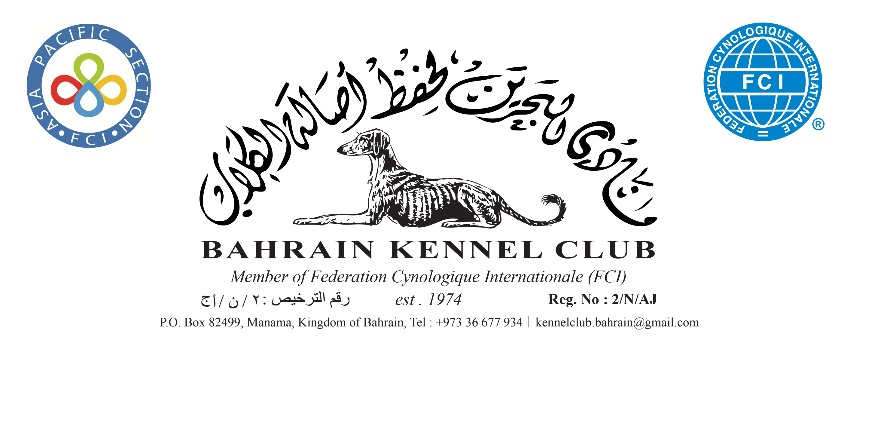 ASIA PACIFIC SECTION
• FCI •
FEDERATION CYNOLOGIQUE INTERNATIONALE
FCI
®
نادي البحرين لحفظ أصالة الكلاب
BAHRAIN KENNEL CLUB
Member of Federation Cynologique Internationale (FCI)
رقم الترخيص : ٢ / ن / إج
est . 1974
Reg. No : 2/N/AJ
P.O. Box 82499, Manama, Kingdom of Bahrain, Tel : +973 36 677 934 | kennelclub.bahrain@gmail.com